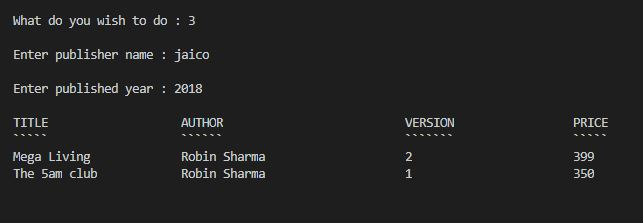 What do you wish to do : 3
Enter publisher name : jaico
Enter published year : 2018
TITLE AUTHOR VERSION PRICE
````` `````` ``````` `````
Mega Living Robin Sharma 2 399
The 5am club Robin Sharma 1 350